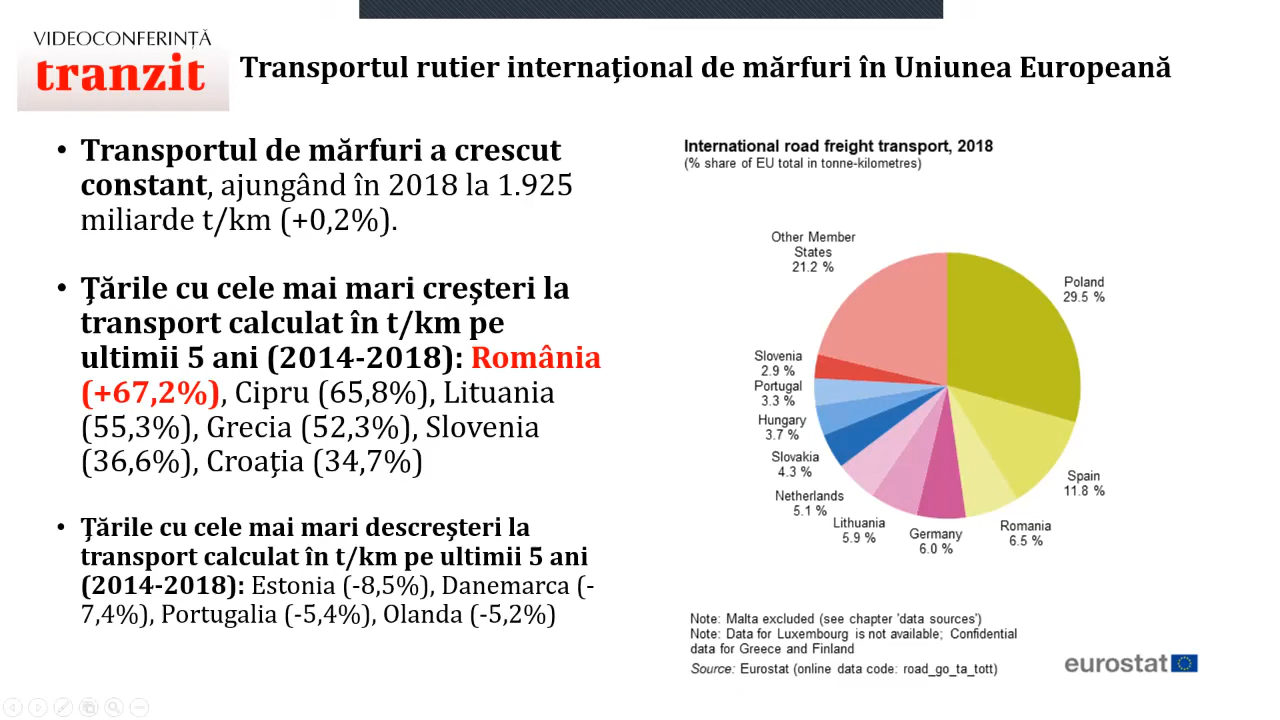 VIDEOCONFERINȚĂ
tranzit
Transportul rutier internaţional de mărfuri în Uniunea Europeană
• Transportul de mărfuri a crescut
constant, ajungând în 2018 la 1.925
miliarde t/km (+0,2%).
• Ţările cu cele mai mari creşteri la
transport calculat în t/km pe
ultimii 5 ani (2014-2018): România
(+67,2%), Cipru (65,8%), Lituania
(55,3%), Grecia (52,3%), Slovenia
(36,6%), Croaţia (34,7%)
• Ţările cu cele mai mari descreşteri la
transport calculat în t/km pe ultimii 5 ani
(2014-2018): Estonia (-8,5%), Danemarca (-
7,4%), Portugalia (-5,4%), Olanda (-5,2%)
International road freight transport, 2018
(% share of EU total in tonne-kilometres)
Other Member
States
21.2 %
Poland
29.5 %
Slovenia
2.9 %
Portugal
3.3 %
Hungary
3.7 %
Slovakia
4.3 %
Netherlands
5.1 %
Lithuania
5.9 %
Germany
6.0 %
Romania
6.5 %
Spain
11.8 %
Note: Malta excluded (see chapter 'data sources')
Note: Data for Luxembourg is not available; Confidential
data for Greece and Finland
Source: Eurostat (online data code: road_go_ta_tott)
eurostat